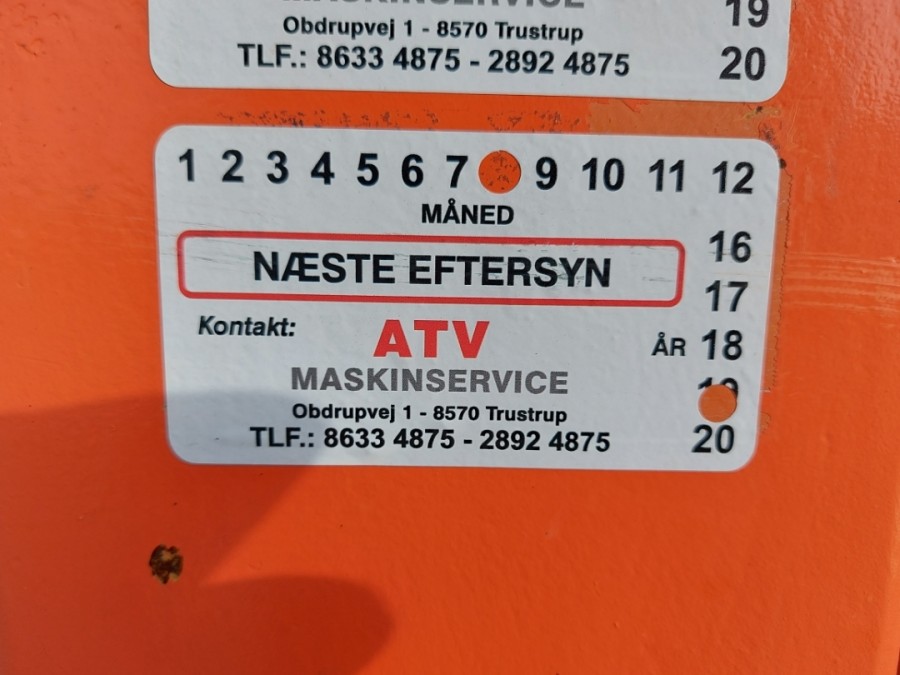 MASKINSERVICE
Obdrupvej 1 - 8570 Trustrup
TLF.: 8633 4875 - 2892 4875
19
20
1 2 3 4 5 6 7 9 10 11 12
MÅNED
NÆSTE EFTERSYN
Kontakt:
ATV
MASKINSERVICE
Obdrupvej 1 - 8570 Trustrup
TLF.: 8633 4875 - 2892 4875
16
17
ÅR 18
19
20